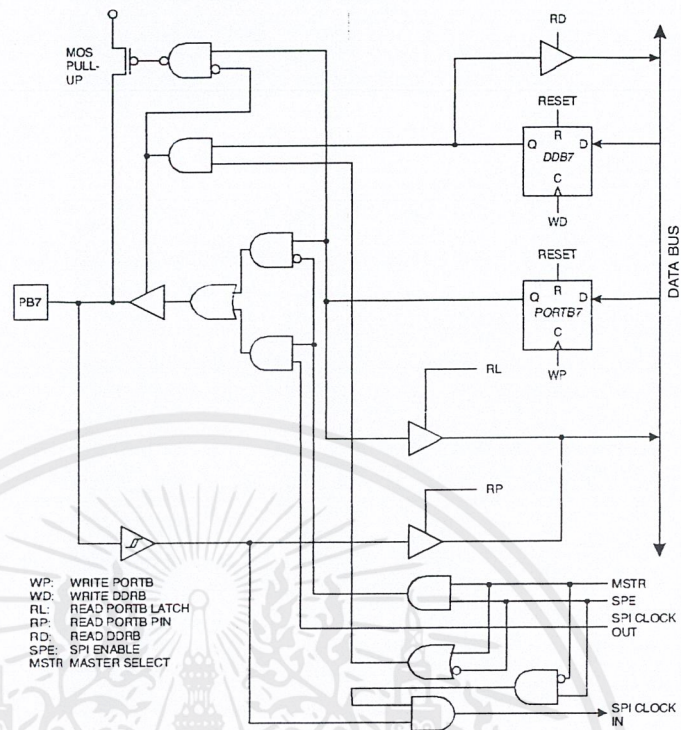 RD
MOS
PULL-
UP
RESET
R
Q
D
DDB7
C
WD
DATA BUS
RESET
PB7
R
Q
D
PORTB7
C
WP
RL
RP
WP: WRITE PORTB
WD: WRITE DDRB
RL: READ PORTB LATCH
RP: READ PORTB PIN
RD: READ DDRB
SPE: SPI ENABLE
MSTR MASTER SELECT
MSTR
SPE
SPI CLOCK
OUT
SPI CLOCK
IN